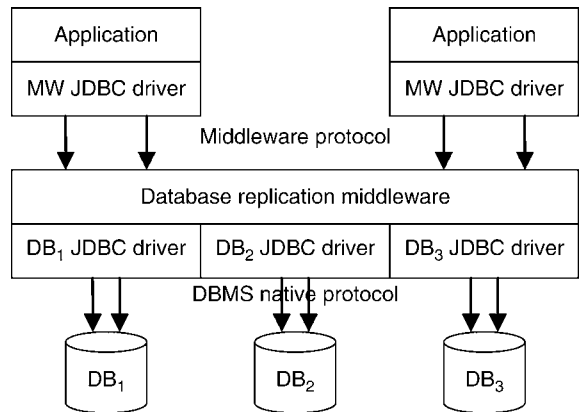 Application
Application
MW JDBC driver
MW JDBC driver
Middleware protocol
Database replication middleware
DB₁ JDBC driver
DB₂ JDBC driver
DB₃ JDBC driver
DBMS native protocol
DB₁
DB₂
DB₃